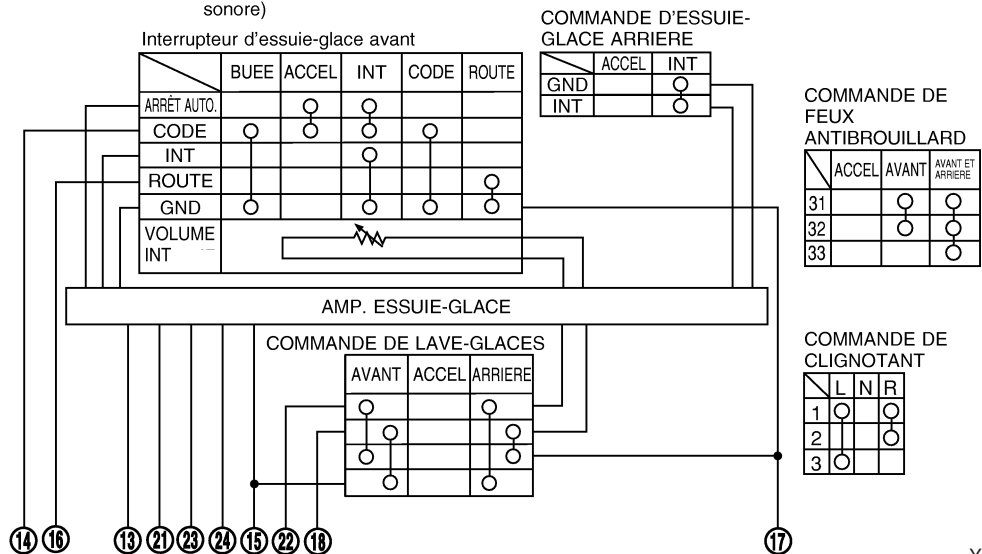 sonore)
COMMANDE D'ESSUIE-
GLACE ARRIERE
Interrupteur d'essuie-glace avant
BUEE ACCEL INT CODE ROUTE
ARRÊT AUTO.
CODE
INT
ROUTE
GND
VOLUME
INT
ACCEL INT
GND
INT
COMMANDE DE
FEUX
ANTIBROUILLARD
ACCEL AVANT AVANT ET
ARRIERE
31
32
33
AMP. ESSUIE-GLACE
COMMANDE DE LAVE-GLACES
AVANT ACCEL ARRIERE
COMMANDE DE
CLIGNOTANT
L N R
1
2
3
14 16 13 21 23 24 15 22 18 17